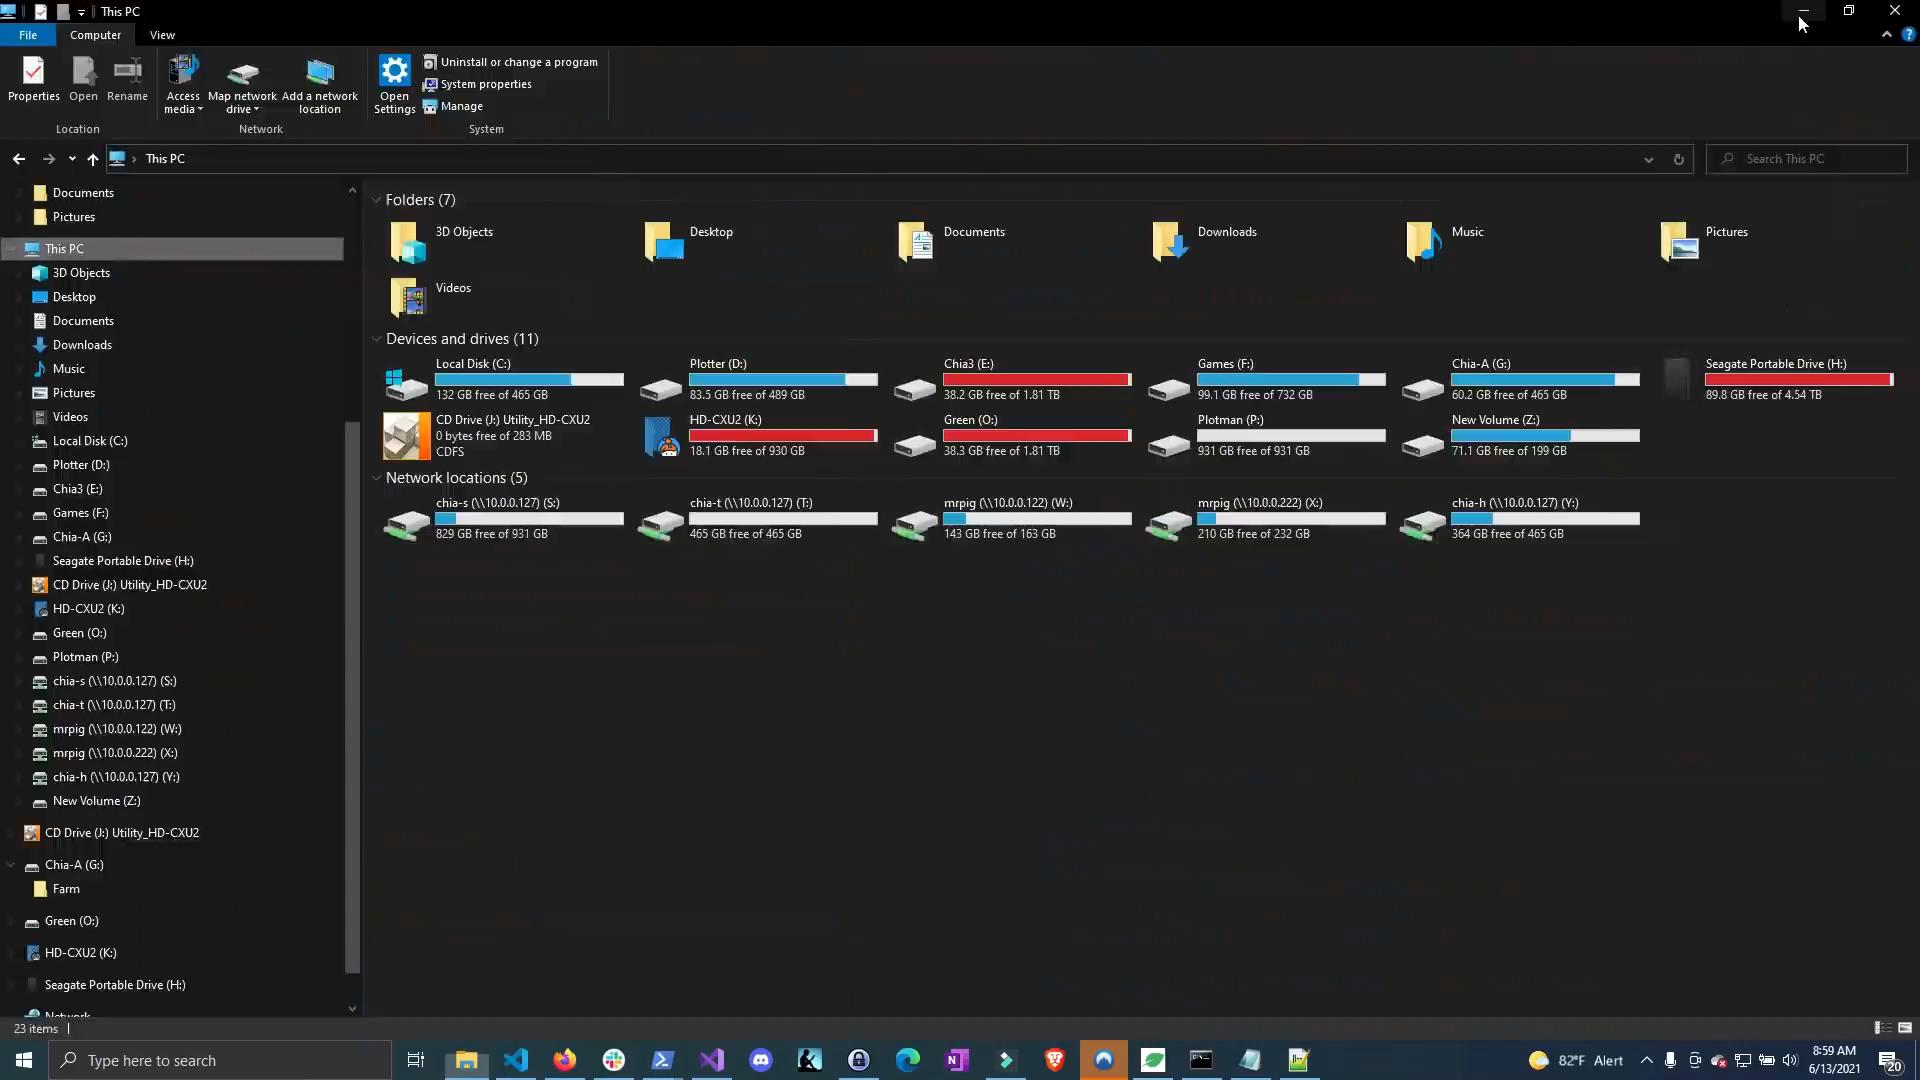 This PC
File
Computer
View
Properties
Open
Rename
Access
media
Map network
drive
Add a network
location
Open
Settings
Uninstall or change a program
System properties
Manage
Location
Network
System
This PC
Search This PC
Documents
Pictures
This PC
3D Objects
Desktop
Documents
Downloads
Music
Pictures
Videos
Local Disk (C:)
Plotter (D:)
Chia3 (E:)
Games (F:)
Chia-A (G:)
Seagate Portable Drive (H:)
CD Drive (J:) Utility_HD-CXU2
HD-CXU2 (K:)
Green (O:)
Plotman (P:)
chia-s (\\10.0.0.127) (S:)
chia-t (\\10.0.0.127) (T:)
mrpig (\\10.0.0.122) (W:)
mrpig (\\10.0.0.222) (X:)
chia-h (\\10.0.0.127) (Y:)
New Volume (Z:)
CD Drive (J:) Utility_HD-CXU2
Chia-A (G:)
Farm
Green (O:)
HD-CXU2 (K:)
Seagate Portable Drive (H:)
Network
Folders (7)
3D Objects
Desktop
Documents
Downloads
Music
Pictures
Videos
Devices and drives (11)
Local Disk (C:)
132 GB free of 465 GB
Plotter (D:)
83.5 GB free of 489 GB
Chia3 (E:)
38.2 GB free of 1.81 TB
Games (F:)
99.1 GB free of 732 GB
Chia-A (G:)
60.2 GB free of 465 GB
Seagate Portable Drive (H:)
89.8 GB free of 4.54 TB
CD Drive (J:) Utility_HD-CXU2
0 bytes free of 283 MB
CDFS
HD-CXU2 (K:)
18.1 GB free of 930 GB
Green (O:)
38.3 GB free of 1.81 TB
Plotman (P:)
931 GB free of 931 GB
New Volume (Z:)
71.1 GB free of 199 GB
Network locations (5)
chia-s (\\10.0.0.127) (S:)
829 GB free of 931 GB
chia-t (\\10.0.0.127) (T:)
465 GB free of 465 GB
mrpig (\\10.0.0.122) (W:)
143 GB free of 163 GB
mrpig (\\10.0.0.222) (X:)
210 GB free of 232 GB
chia-h (\\10.0.0.127) (Y:)
364 GB free of 465 GB
23 items
Type here to search
82°F Alert
8:59 AM
6/13/2021
20